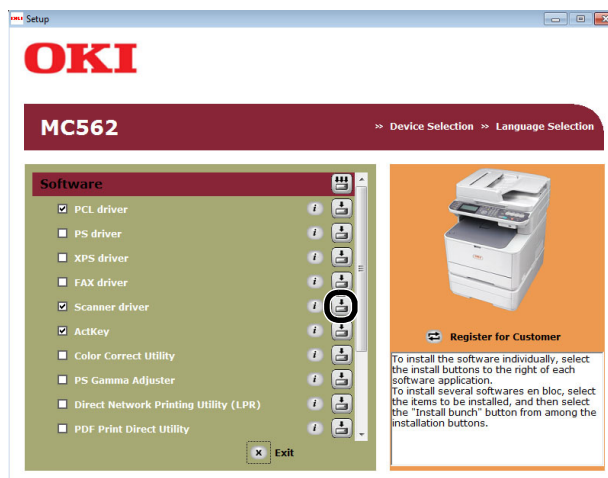 OKI Setup
OKI
MC562
» Device Selection » Language Selection
Software
PCL driver
PS driver
XPS driver
FAX driver
Scanner driver
ActKey
Color Correct Utility
PS Gamma Adjuster
Direct Network Printing Utility (LPR)
PDF Print Direct Utility
x Exit
Register for Customer
To install the software individually, select
the install buttons to the right of each
software application.
To install several softwares en bloc, select
the items to be installed, and then select
the "Install bunch" button from among the
installation buttons.